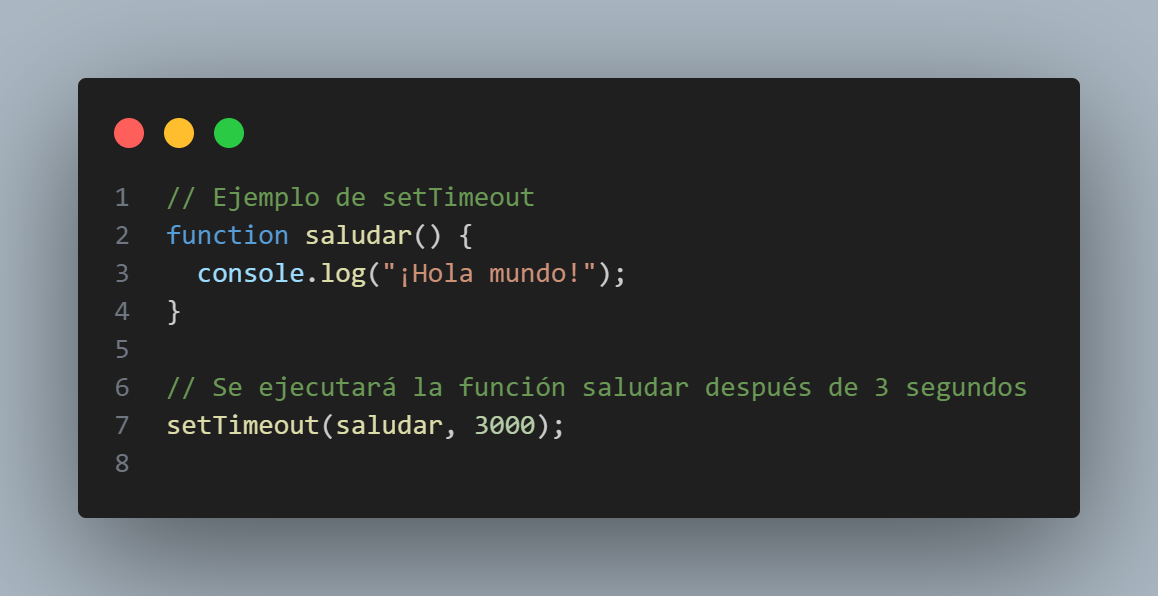 1 // Ejemplo de setTimeout
2 function saludar() {
3   console.log("¡Hola mundo!");
4 }
5
6 // Se ejecutará la función saludar después de 3 segundos
7 setTimeout(saludar, 3000);
8